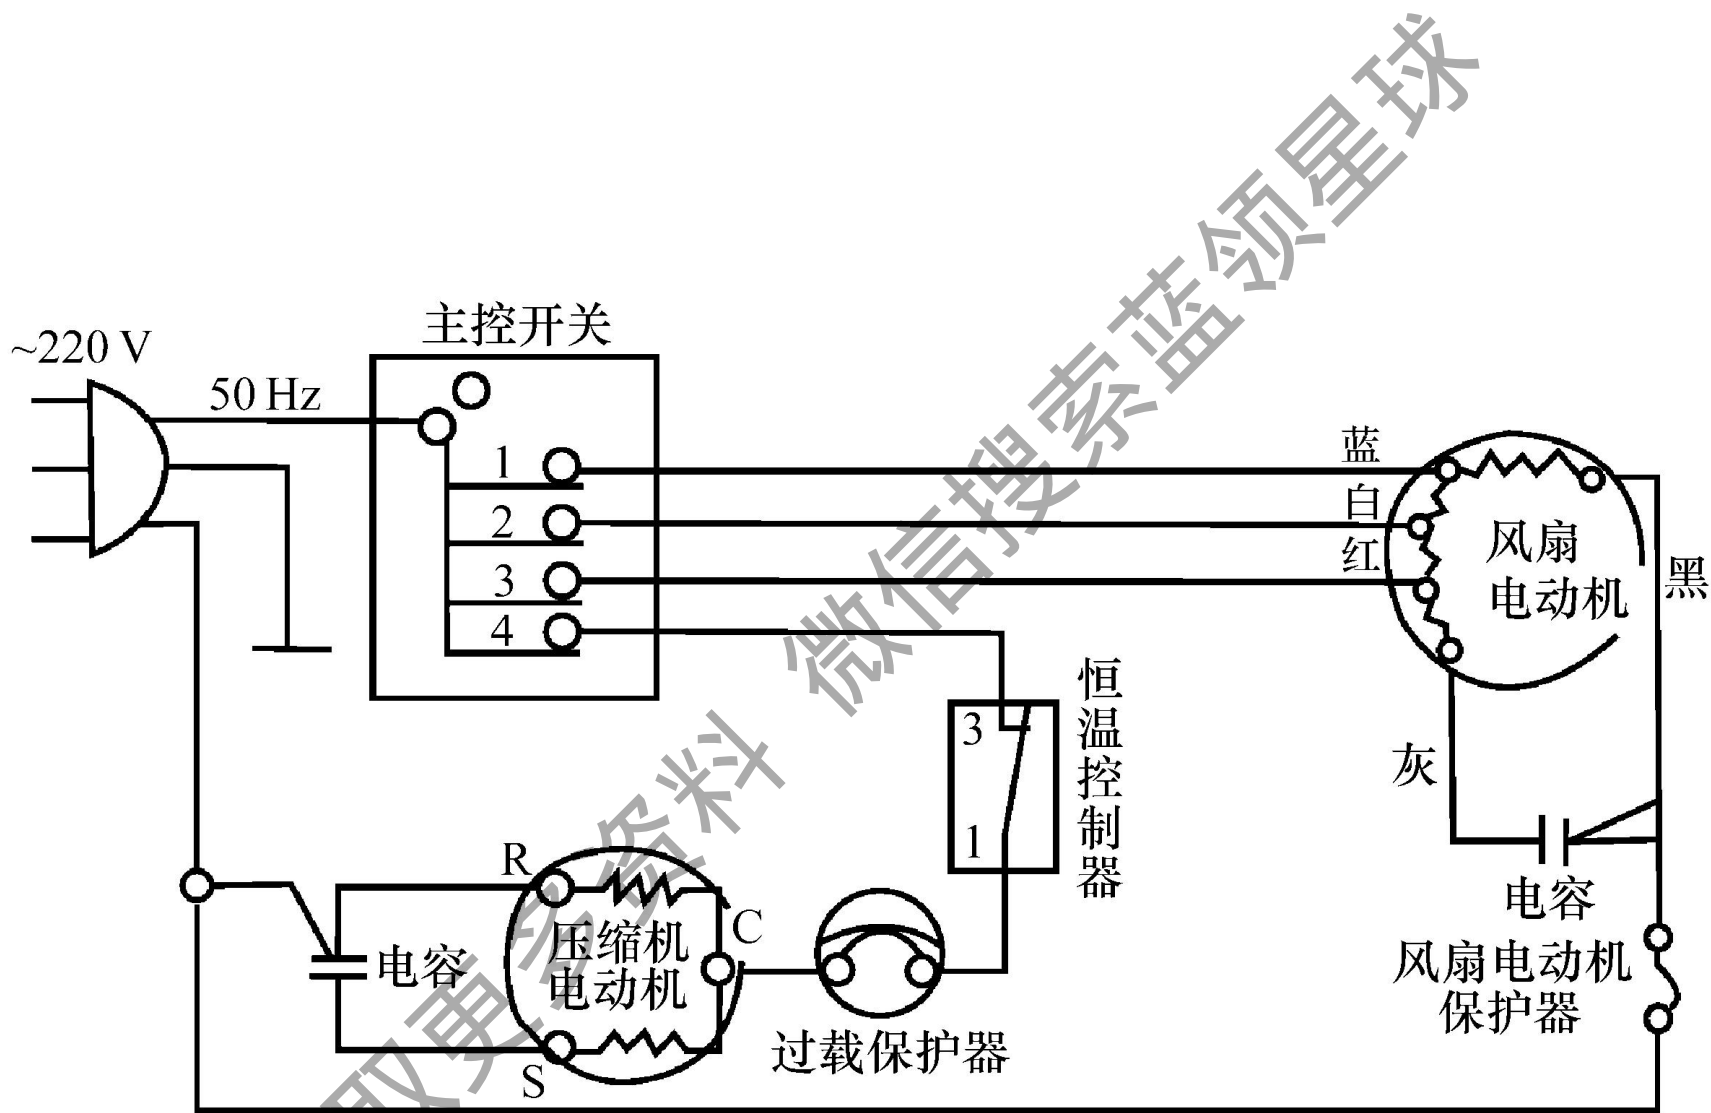 ~220 V
50 Hz
主控开关
1
2
3
4
蓝
白
红
风扇
电动机
黑
灰
电容
风扇电动机
保护器
恒温控制器
3
1
R
C
S
压缩机
电动机
电容
过载保护器
取更多资料 微信搜索蓝领星球